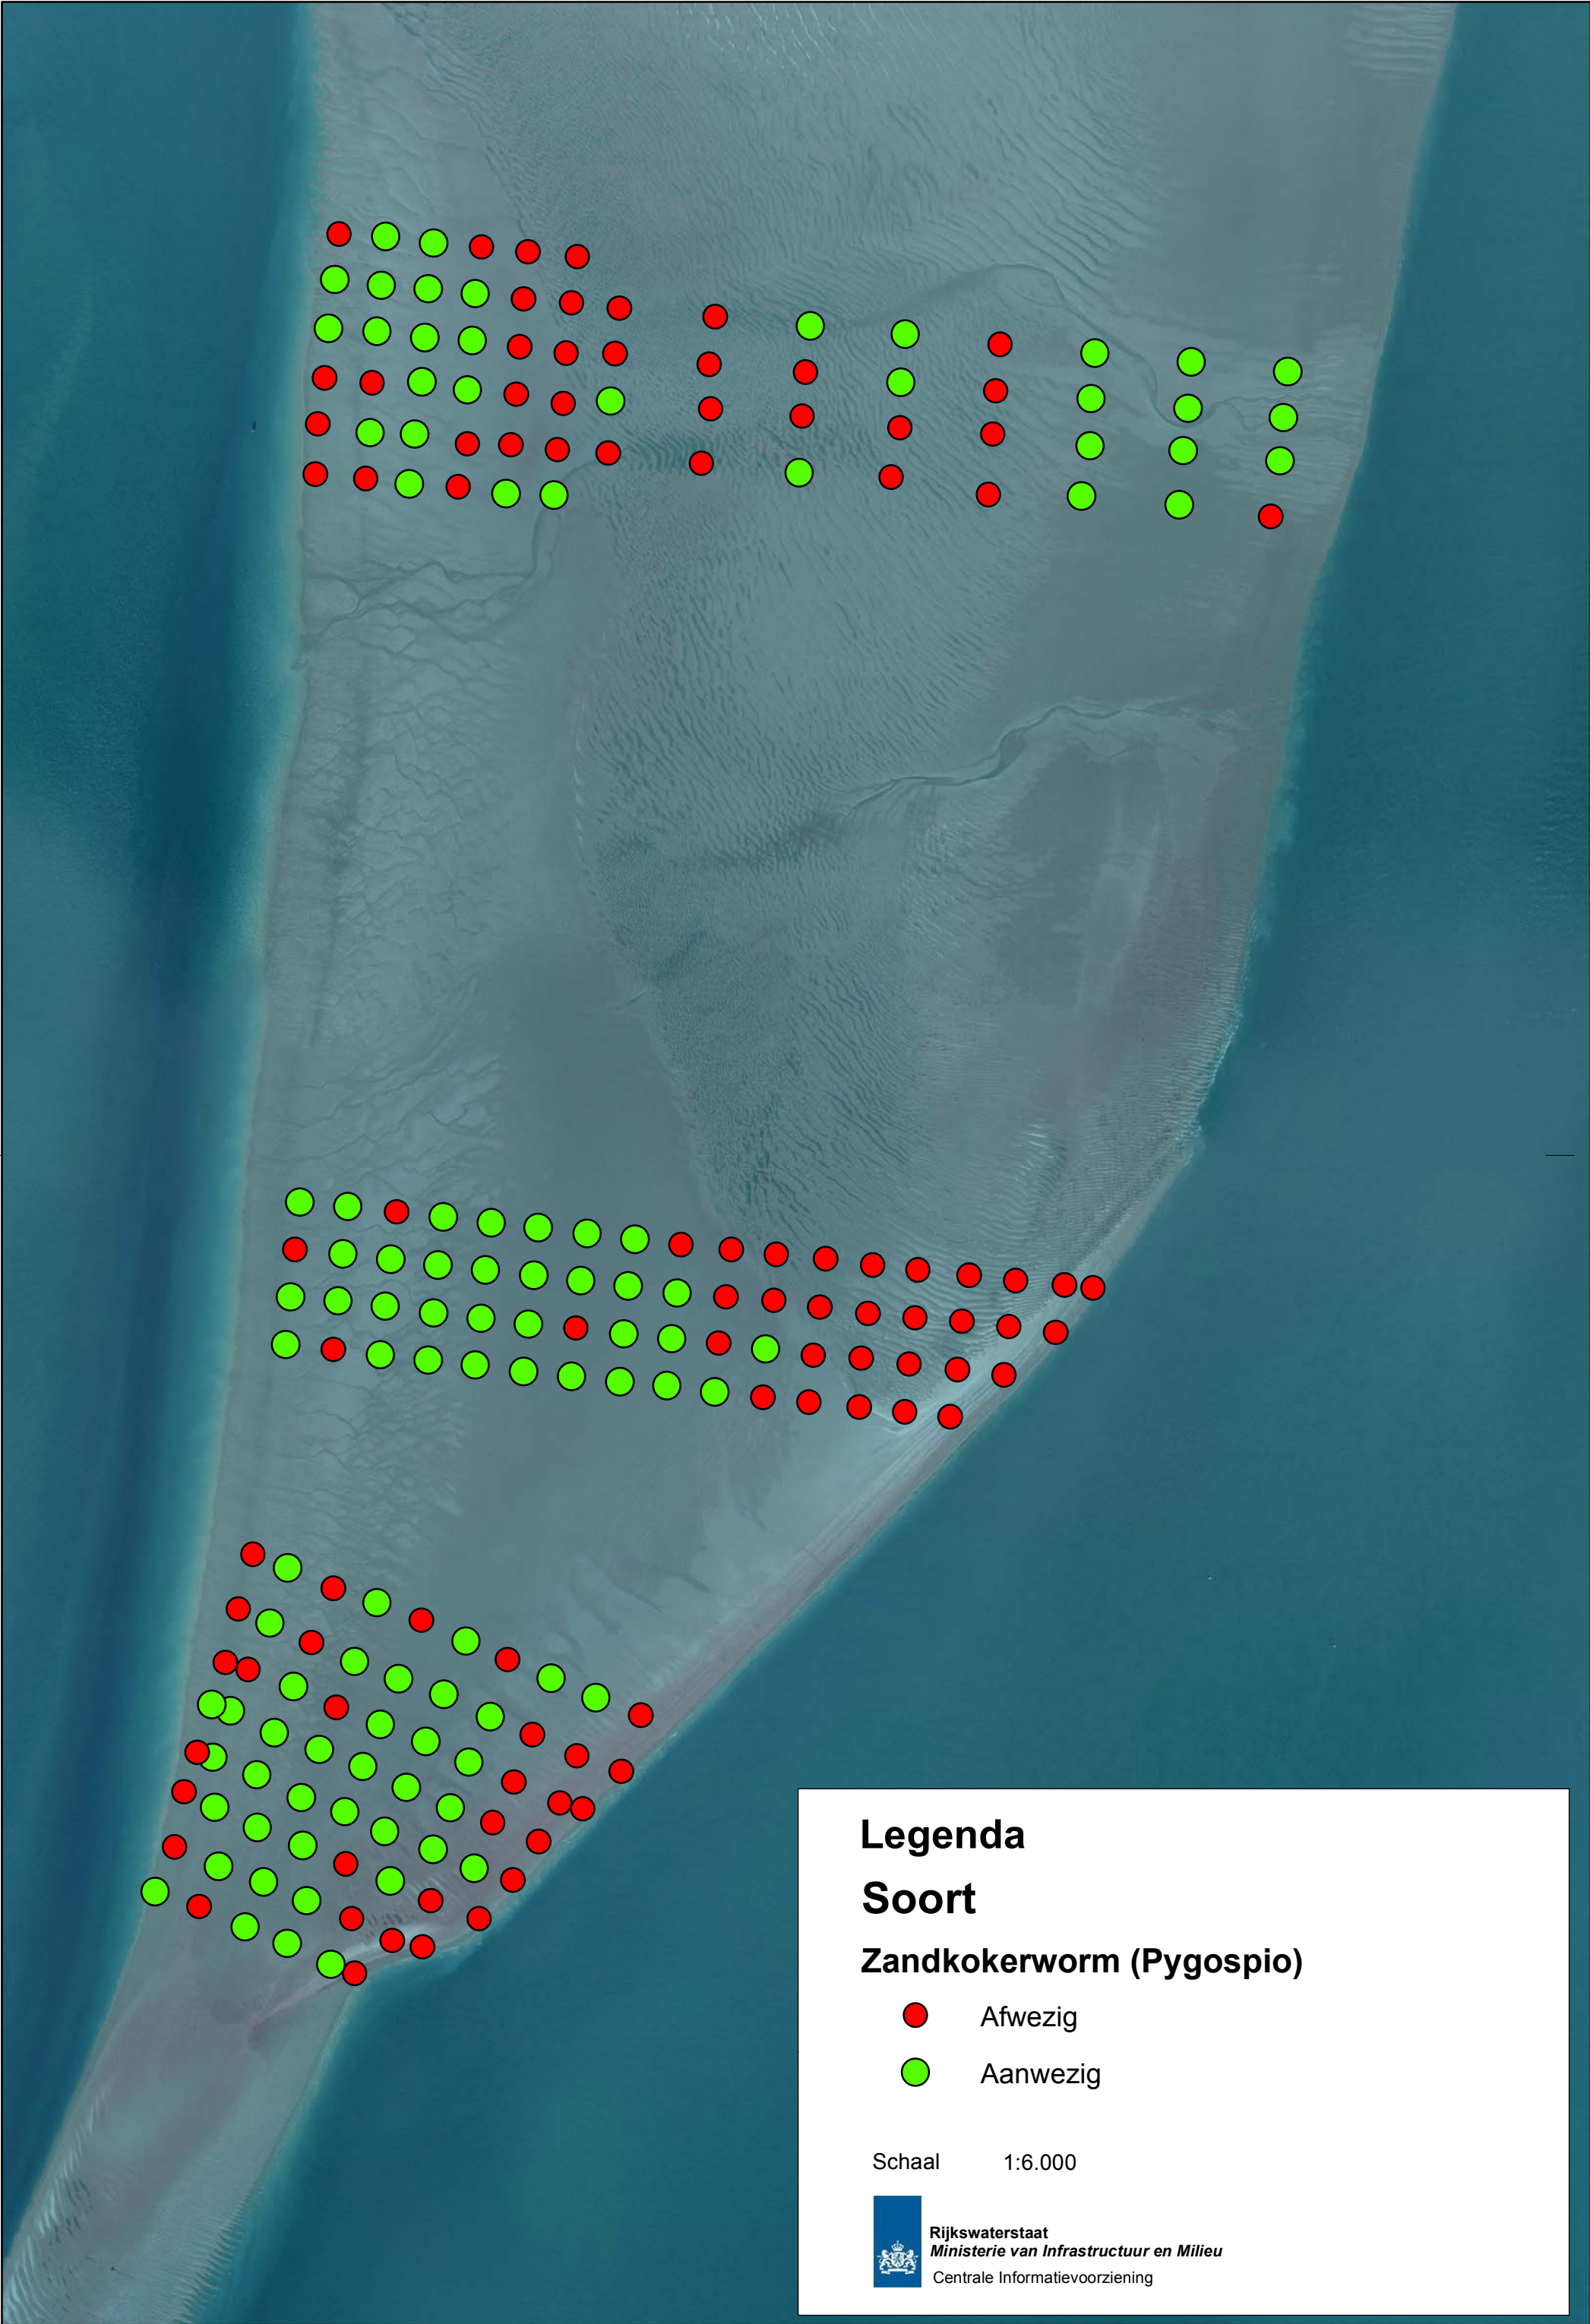 Legenda
Soort
Zandkokerworm (Pygospio)
Afwezig
Aanwezig
Schaal 1:6.000
Rijkswaterstaat
Ministerie van Infrastructuur en Milieu
Centrale Informatievoorziening